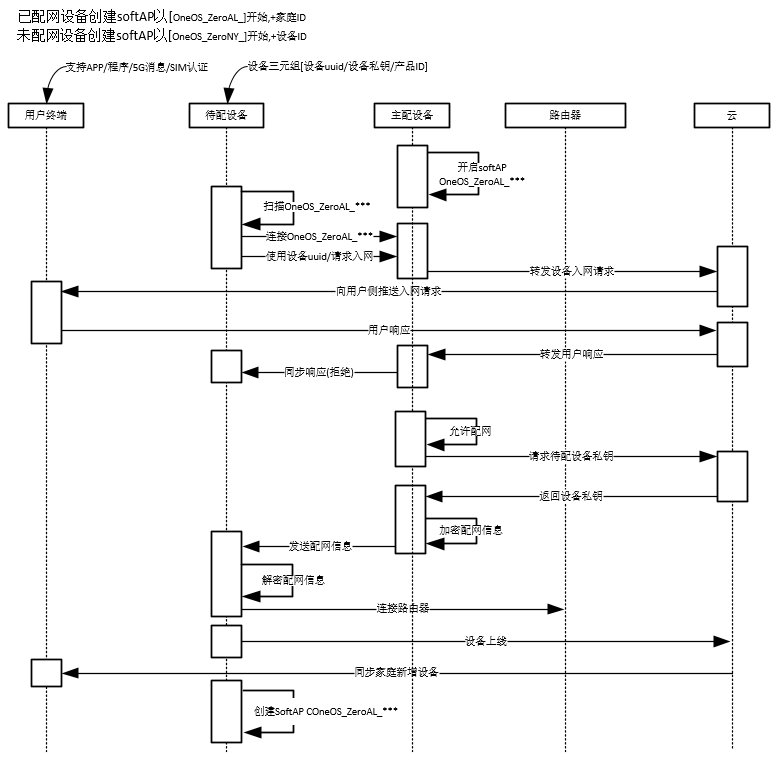 已配网设备创建softAP以[OneOS_ZeroAL_]开始,+家庭ID
未配网设备创建softAP以[OneOS_ZeroNY_]开始,+设备ID
支持APP/程序/5G消息/SIM认证
设备三元组[设备uuid/设备私钥/产品ID]
用户终端
待配设备
主配设备
路由器
云
开启softAP
OneOS_ZeroAL_***
扫描OneOS_ZeroAL_***
连接OneOS_ZeroAL_***
使用设备uuid/请求入网
转发设备入网请求
向用户侧推送入网请求
用户响应
转发用户响应
同步响应(拒绝)
允许配网
请求待配设备私钥
返回设备私钥
加密配网信息
发送配网信息
解密配网信息
连接路由器
设备上线
同步家庭新增设备
创建SoftAP COneOS_ZeroAL_***